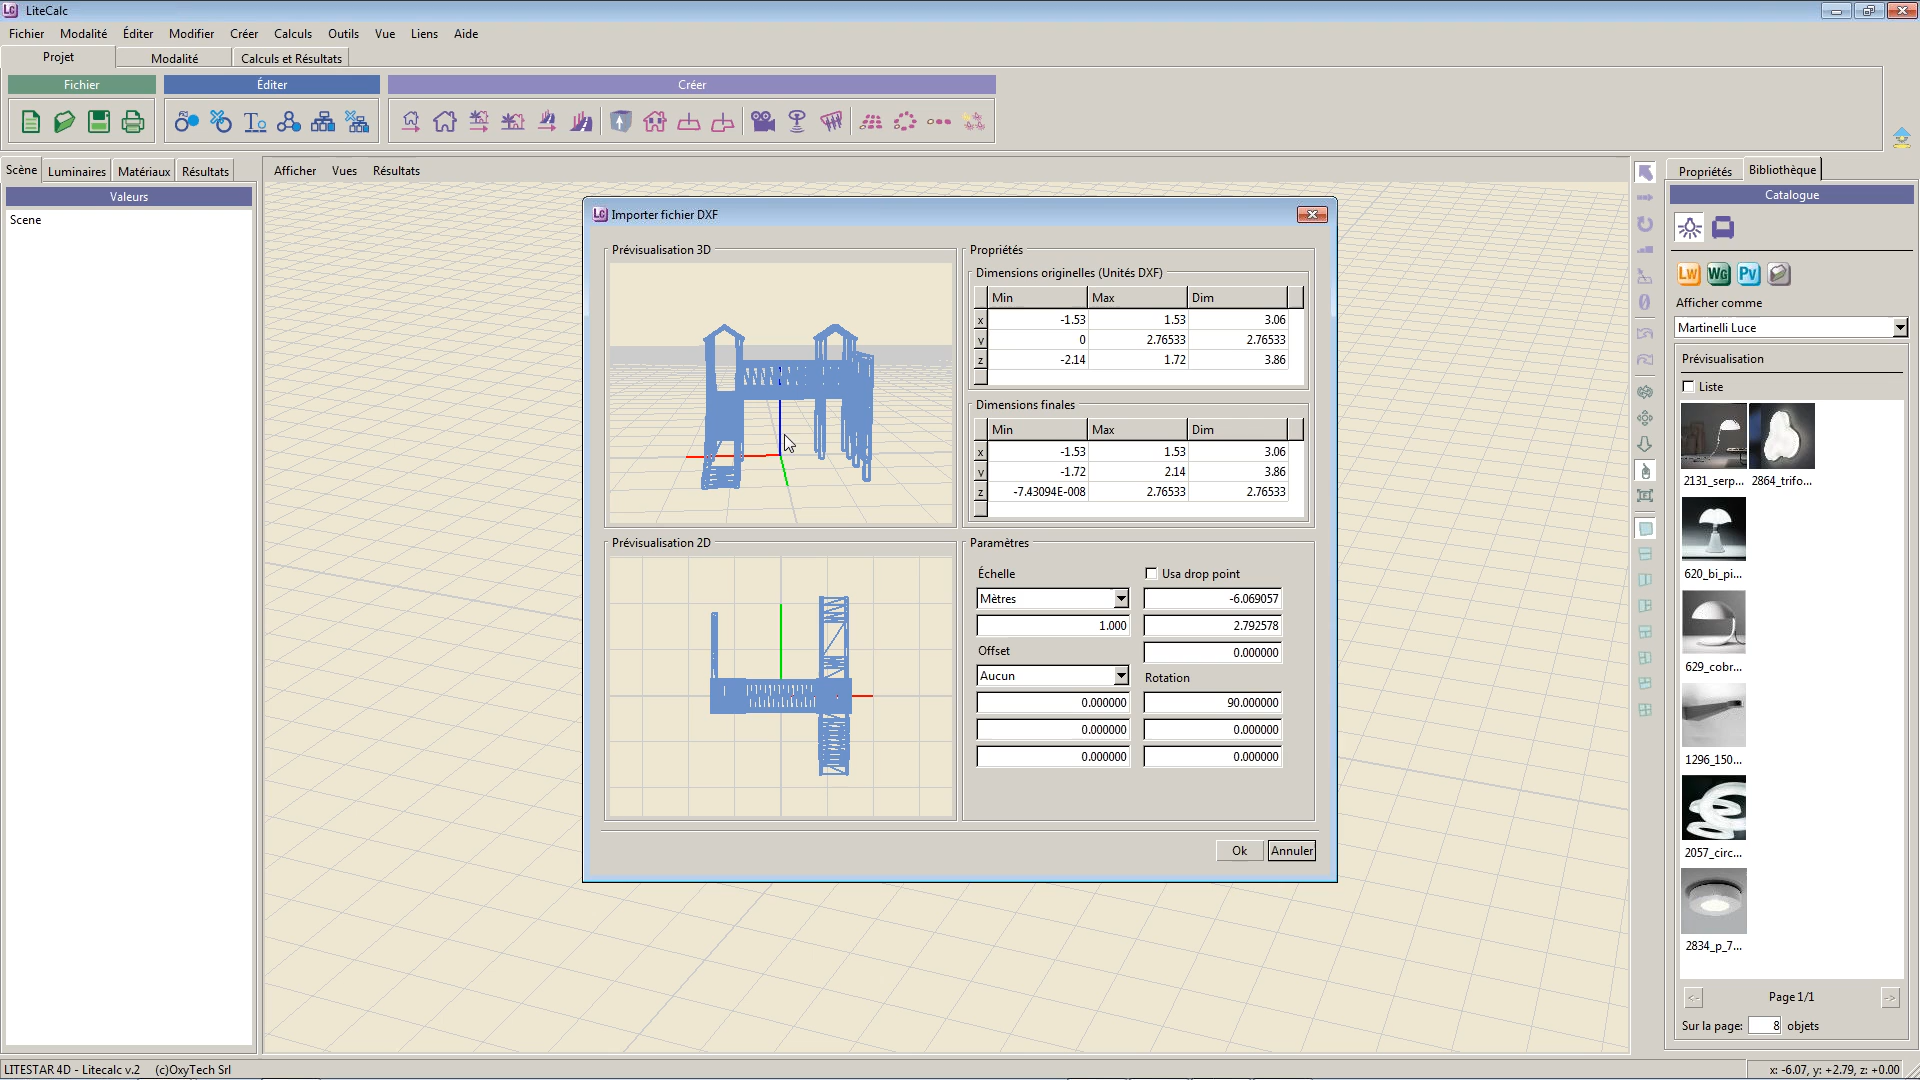 LiteCalc
Fichier Modalité Éditer Modifier Créer Calculs Outils Vue Liens Aide
Projet Modalité Calculs et Résultats
Fichier Éditer Créer
Scène Luminaires Matériaux Résultats
Valeurs
Scene
Afficher Vues Résultats
Importer fichier DXF
Prévisualisation 3D
Propriétés
Dimensions originelles (Unités DXF)
Min Max Dim
x -1.53 1.53 3.06
y 0 2.76533 2.76533
z -2.14 1.72 3.86
Dimensions finales
Min Max Dim
x -1.53 1.53 3.06
y -1.72 2.14 3.86
z -7.43094E-008 2.76533 2.76533
Prévisualisation 2D
Paramètres
Échelle Usa drop point
Mètres -6.069057
1.000 2.792578
Offset 0.000000
Aucun Rotation
0.000000 90.000000
0.000000 0.000000
0.000000 0.000000
Ok Annuler
Propriétés Bibliothèque
Catalogue
LW Wg Pv
Afficher comme
Martinelli Luce
Prévisualisation
Liste
2131_serp... 2864_trifo...
620_bi_pi...
629_cobr...
1296_150...
2057_circ...
2834_p_7...
<- Page 1/1 ->
Sur la page: 8 objets
LITESTAR 4D - Litecalc v.2 (c)OxyTech Srl
x: -6.07, y: +2.79, z: +0.00